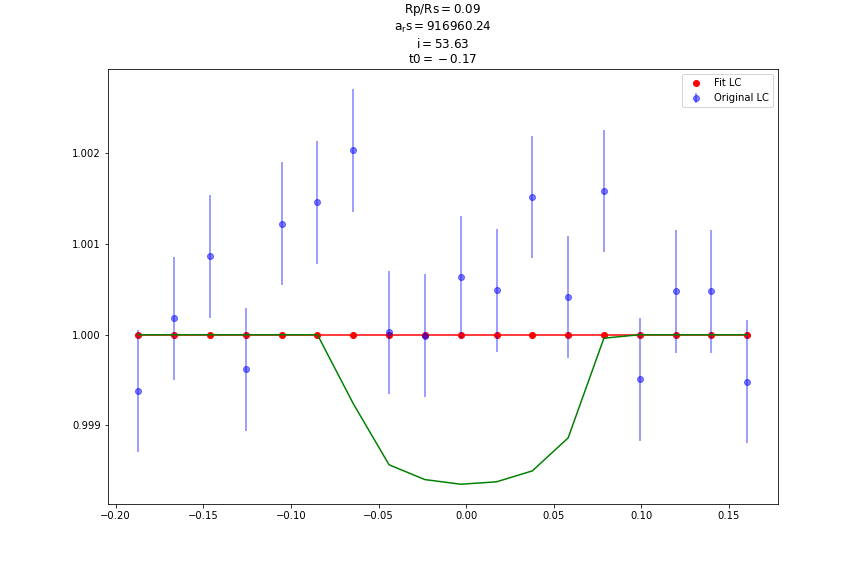 Rp/Rs = 0.09
a_rs = 916960.24
i = 53.63
t0 = −0.17
Fit LC
Original LC
1.002
1.001
1.000
0.999
−0.20
−0.15
−0.10
−0.05
0.00
0.05
0.10
0.15